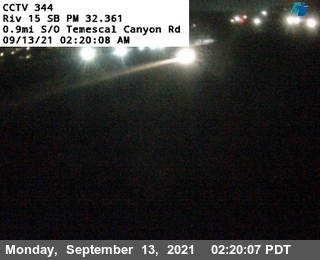 CCTV 344
Riv 15 SB PM 32.361
0.9mi S/O Temescal Canyon Rd
09/13/21 02:20:08 AM
Monday, September 13, 2021 02:20:07 PDT